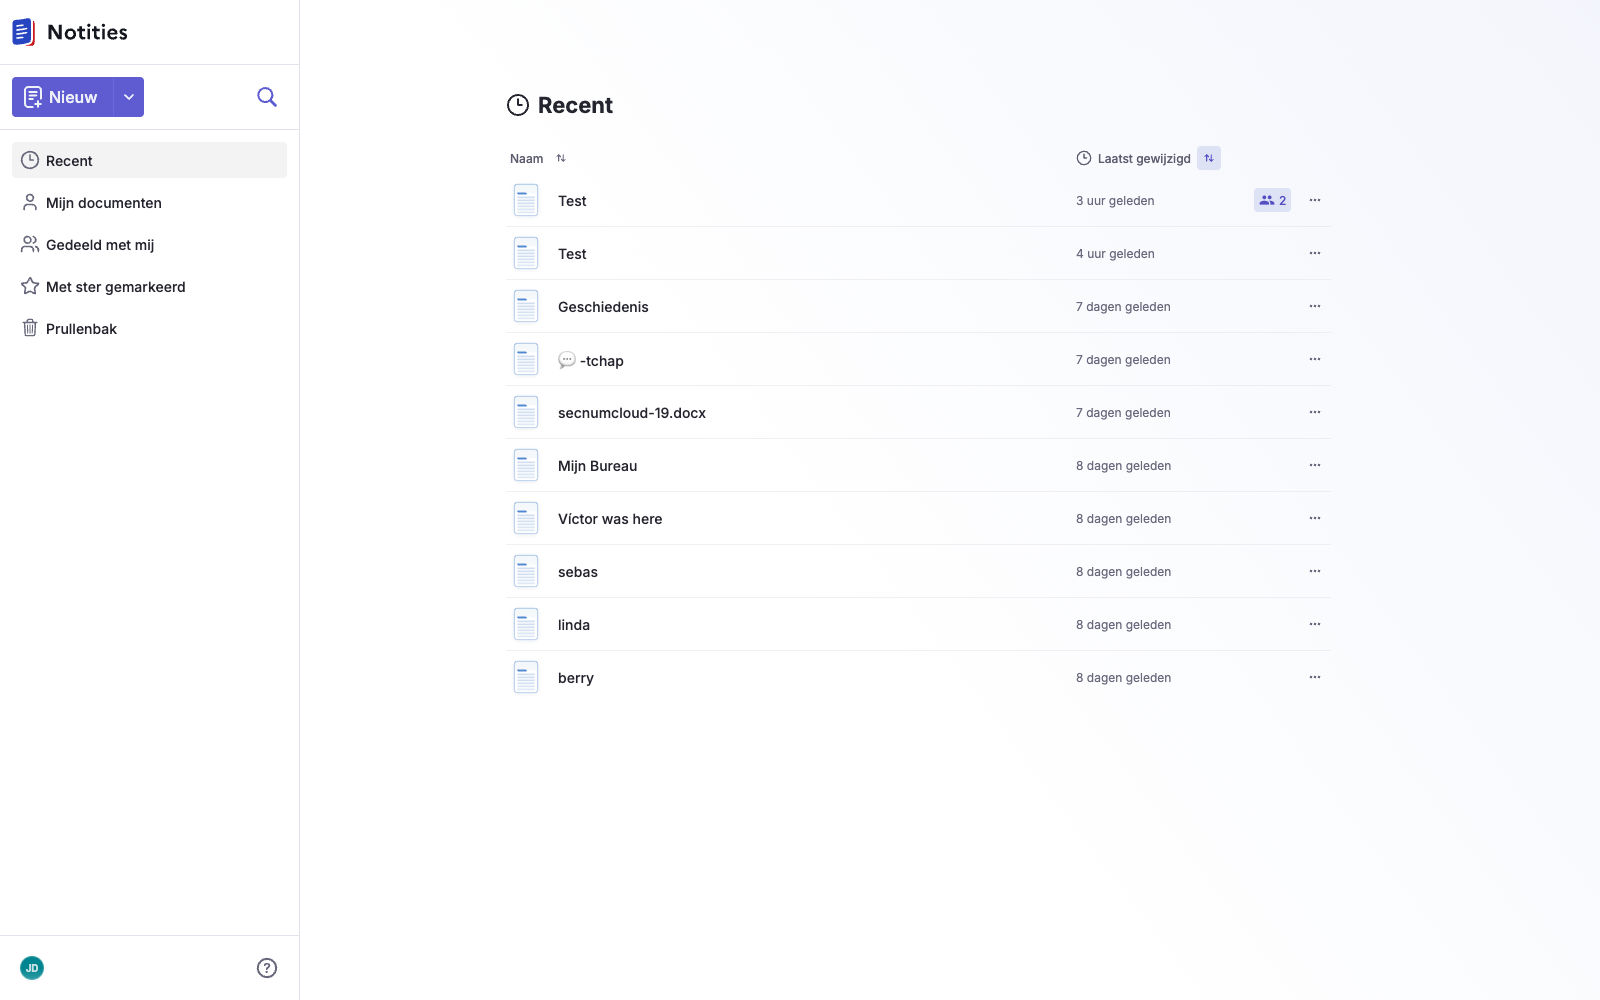 Notities
Nieuw
Recent
Mijn documenten
Gedeeld met mij
Met ster gemarkeerd
Prullenbak
JD
?
Recent
Naam
Laatst gewijzigd
Test 3 uur geleden 2
Test 4 uur geleden
Geschiedenis 7 dagen geleden
💬 -tchap 7 dagen geleden
secnumcloud-19.docx 7 dagen geleden
Mijn Bureau 8 dagen geleden
Víctor was here 8 dagen geleden
sebas 8 dagen geleden
linda 8 dagen geleden
berry 8 dagen geleden